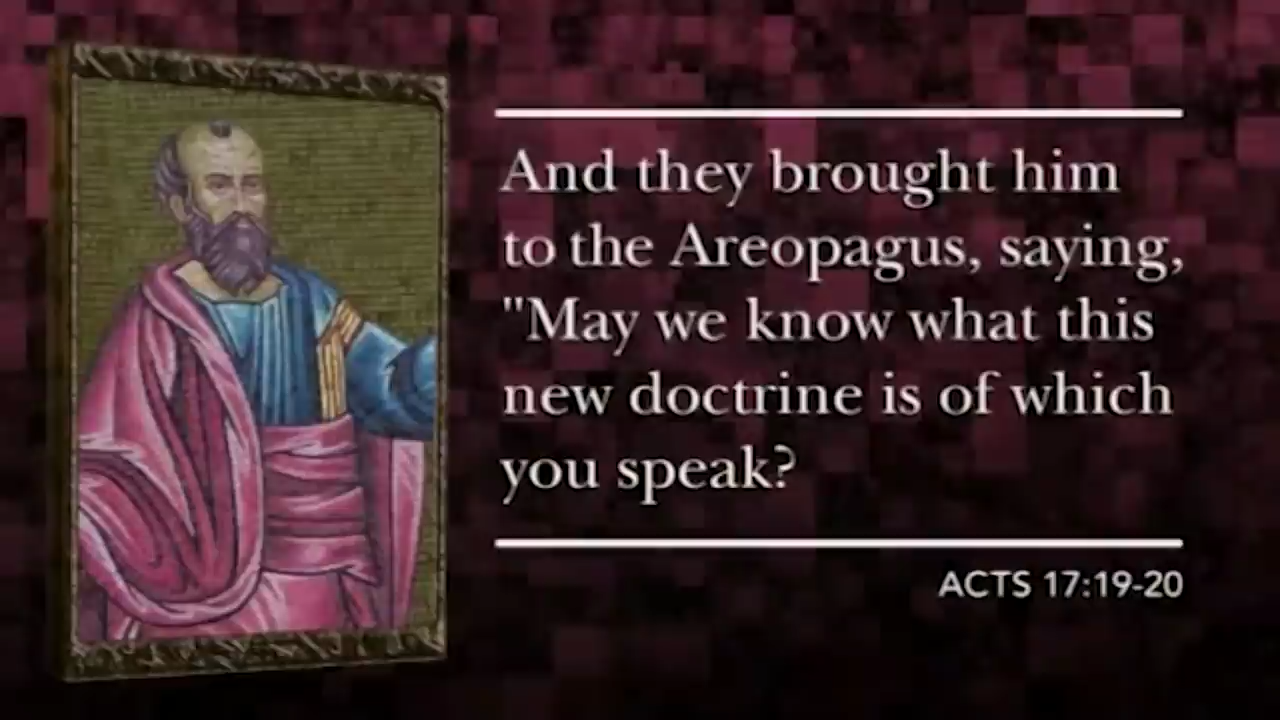 And they brought him
to the Areopagus, saying,
"May we know what this
new doctrine is of which
you speak?
ACTS 17:19-20